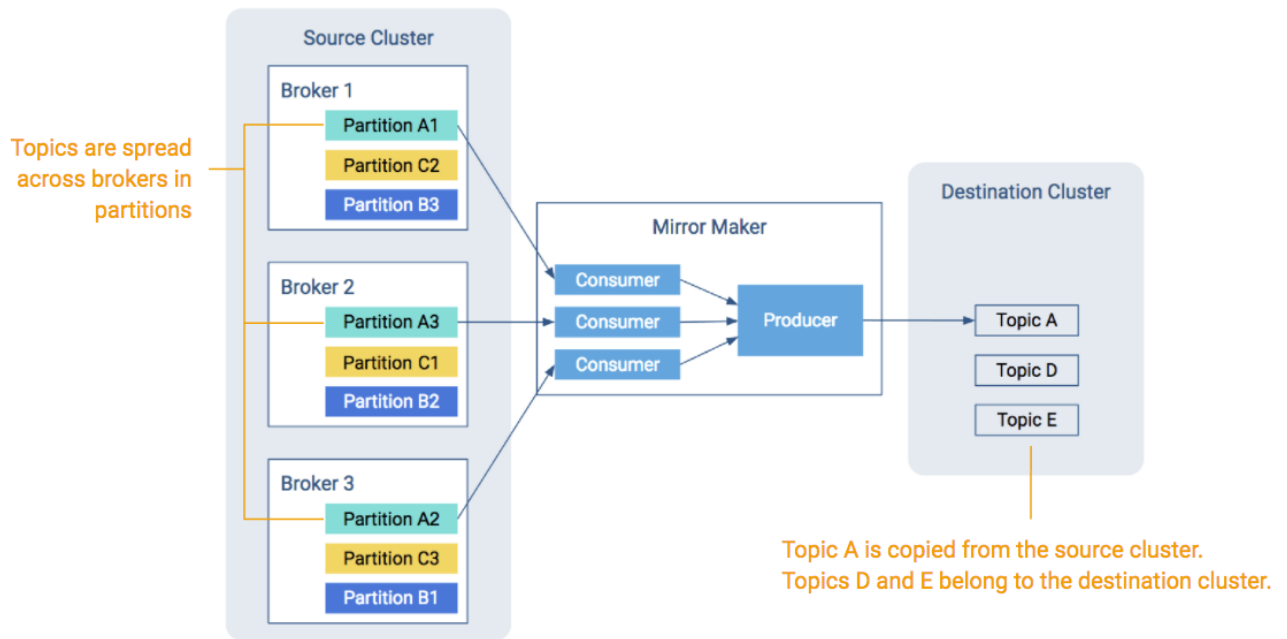 Source Cluster
Broker 1
Partition A1
Partition C2
Partition B3
Topics are spread
across brokers in
partitions
Broker 2
Partition A3
Partition C1
Partition B2
Broker 3
Partition A2
Partition C3
Partition B1
Mirror Maker
Consumer
Consumer
Consumer
Producer
Destination Cluster
Topic A
Topic D
Topic E
Topic A is copied from the source cluster.
Topics D and E belong to the destination cluster.